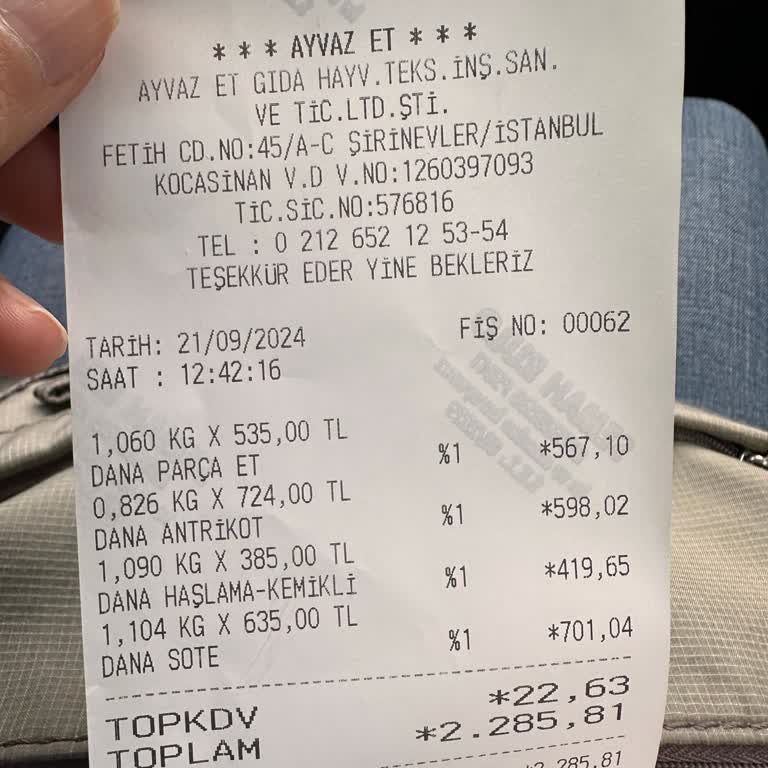 * * * AYVAZ ET * * *
AYVAZ ET GIDA HAYV.TEKS.İNŞ.SAN.
VE TİC.LTD.ŞTİ.
FETİH CD.NO:45/A-C ŞİRİNEVLER/İSTANBUL
KOCASİNAN V.D V.NO:1260397093
TİC.SİC.NO:576816
TEL : 0 212 652 12 53-54
TEŞEKKÜR EDER YİNE BEKLERİZ
TARİH: 21/09/2024 FİŞ NO: 00062
SAAT : 12:42:16
1,060 KG X 535,00 TL
DANA PARÇA ET %1 *567,10
0,826 KG X 724,00 TL
DANA ANTRİKOT %1 *598,02
1,090 KG X 385,00 TL
DANA HAŞLAMA-KEMİKLİ %1 *419,65
1,104 KG X 635,00 TL
DANA SOTE %1 *701,04
TOPKDV *22,63
TOPLAM *2.285,81
*2.285,81